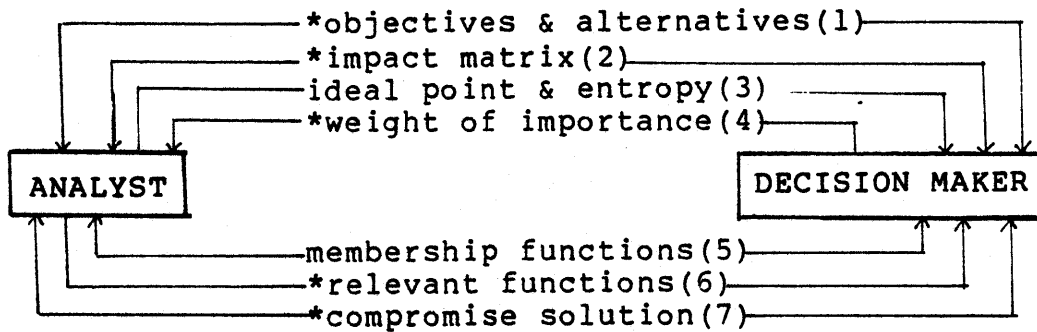 *objectives & alternatives(1)
*impact matrix(2)
ideal point & entropy(3)
*weight of importance(4)
ANALYST
DECISION MAKER
membership functions(5)
*relevant functions(6)
*compromise solution(7)